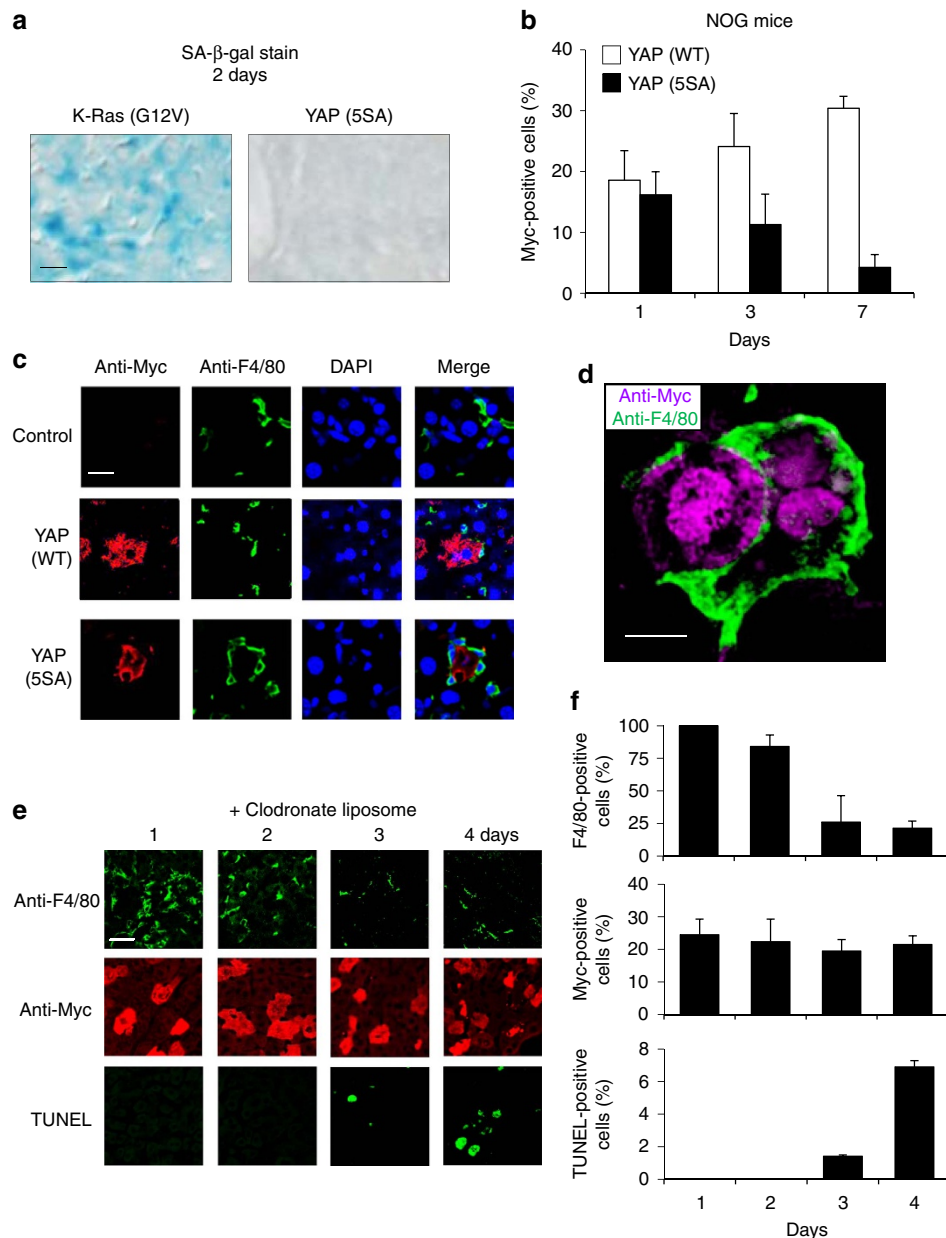 a
SA-β-gal stain
2 days
K-Ras (G12V)
YAP (5SA)
b
NOG mice
YAP (WT)
YAP (5SA)
Myc-positive cells (%)
40
30
20
10
0
1
3
7
Days
c
Anti-Myc
Anti-F4/80
DAPI
Merge
Control
YAP
(WT)
YAP
(5SA)
d
Anti-Myc
Anti-F4/80
e
+ Clodronate liposome
1
2
3
4 days
Anti-F4/80
Anti-Myc
TUNEL
f
F4/80-positive
cells (%)
100
75
50
25
0
Myc-positive
cells (%)
40
30
20
10
0
TUNEL-positive
cells (%)
8
6
4
2
0
1
2
3
4
Days